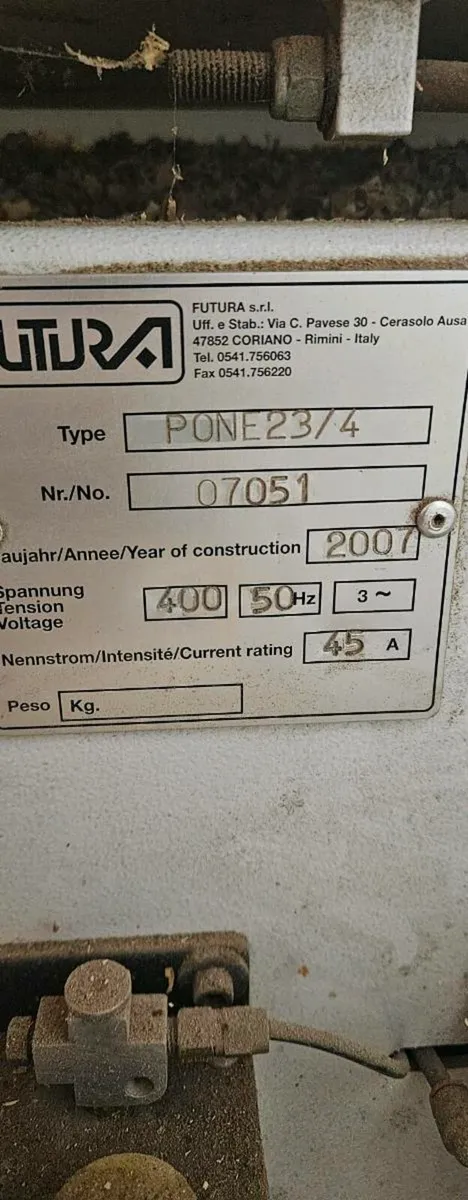 FUTURA
FUTURA s.r.l.
Uff. e Stab.: Via C. Pavese 30 - Cerasolo Ausa
47852 CORIANO - Rimini - Italy
Tel. 0541.756063
Fax 0541.756220
Type PONE23/4
Nr./No. 07051
aujahr/Annee/Year of construction 2007
Spannung
Tension
Voltage
400 50Hz 3 ~
Nennstrom/Intensité/Current rating 45 A
Peso Kg.